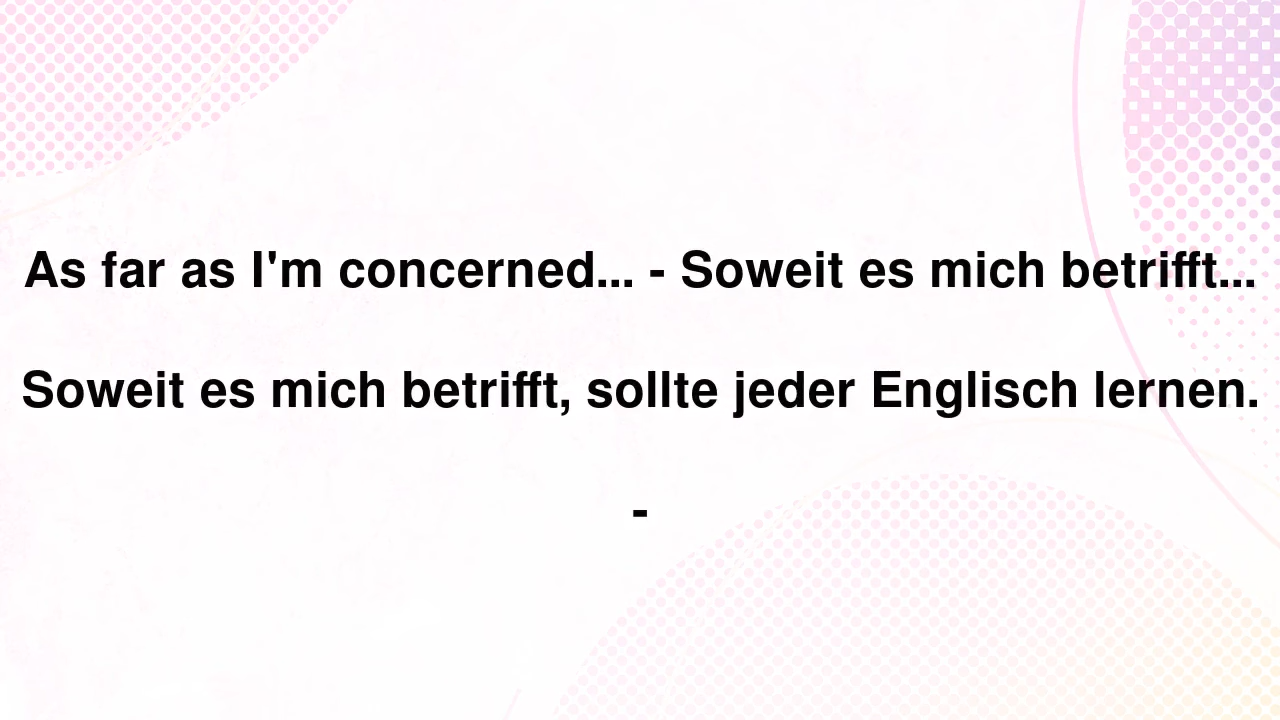 As far as I'm concerned... - Soweit es mich betrifft...
Soweit es mich betrifft, sollte jeder Englisch lernen.
-